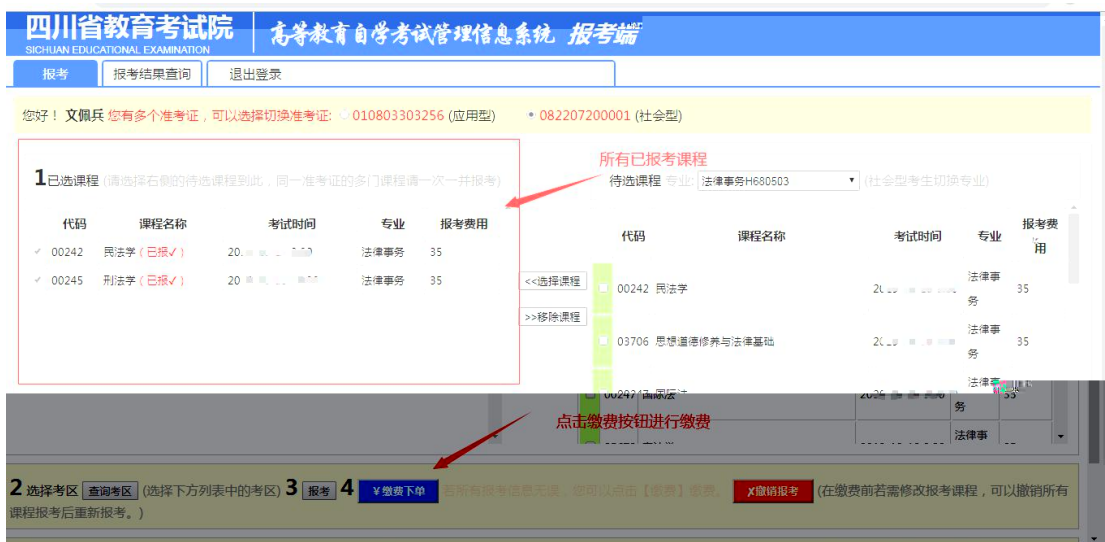 四川省教育考试院
SICHUAN EDUCATIONAL EXAMINATION
高等教育自学考试管理信息系统 报考端
报考 报考结果查询 退出登录
您好！ 文佩兵 您有多个准考证，可以选择切换准考证: 010803303256 (应用型) 082207200001 (社会型)
所有已报考课程
1已选课程 (请选择右侧的待选课程到此，同一准考证的多门课程请一次一并报考)
待选课程 专业: 法律事务H680503 (社会型考生切换专业)
代码 课程名称 考试时间 专业 报考费用
00242 民法学 (已报✓) 法律事务 35
00245 刑法学 (已报✓) 法律事务 35
<<选择课程
>>移除课程
代码 课程名称 考试时间 专业 报考费用
00242 民法学 法律事务 35
03706 思想道德修养与法律基础 法律事务 35
00247 国际法 法律事务 35
法律事
点击缴费按钮进行缴费
2 选择考区 查询考区 (选择下方列表中的考区) 3 报考 4 ¥缴费下单 若所有报考信息无误，您可以点击【缴费】缴费。 ✗撤销报考 (在缴费前若需修改报考课程，可以撤销所有
课程报考后重新报考。)